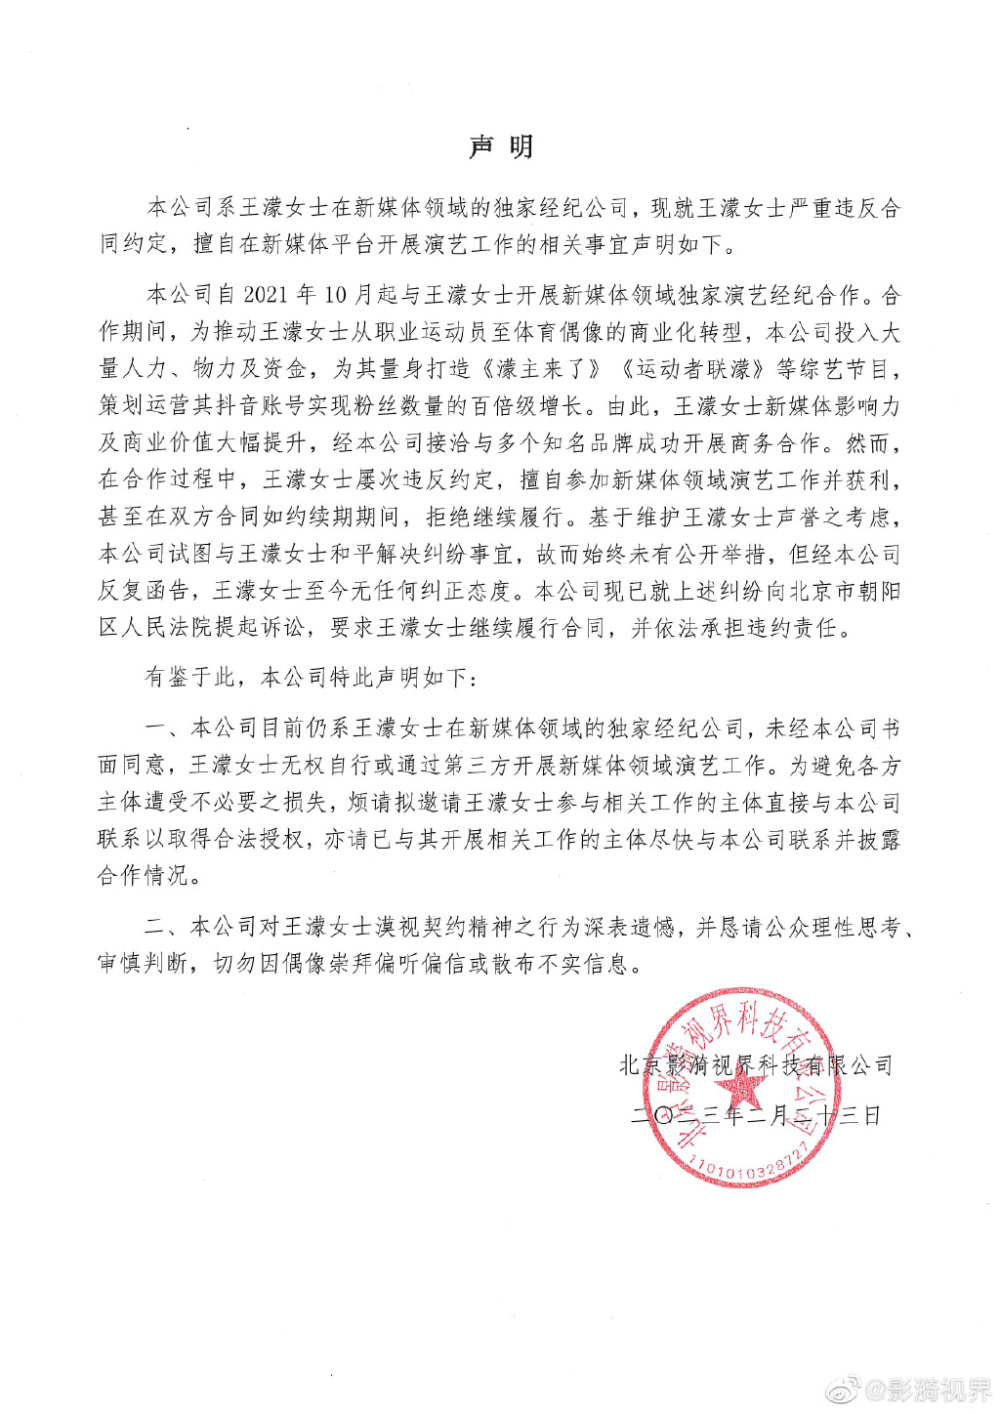 声 明
本公司系王濛女士在新媒体领域的独家经纪公司，现就王濛女士严重违反合
同约定，擅自在新媒体平台开展演艺工作的相关事宜声明如下。
本公司自 2021 年 10 月起与王濛女士开展新媒体领域独家演艺经纪合作。合
作期间，为推动王濛女士从职业运动员至体育偶像的商业化转型，本公司投入大
量人力、物力及资金，为其量身打造《濛主来了》《运动者联濛》等综艺节目，
策划运营其抖音账号实现粉丝数量的百倍级增长。由此，王濛女士新媒体影响力
及商业价值大幅提升，经本公司接洽与多个知名品牌成功开展商务合作。然而，
在合作过程中，王濛女士屡次违反约定，擅自参加新媒体领域演艺工作并获利，
甚至在双方合同如约续期期间，拒绝继续履行。基于维护王濛女士声誉之考虑，
本公司试图与王濛女士和平解决纠纷事宜，故而始终未有公开举措，但经本公司
反复函告，王濛女士至今无任何纠正态度。本公司现已就上述纠纷向北京市朝阳
区人民法院提起诉讼，要求王濛女士继续履行合同，并依法承担违约责任。
有鉴于此，本公司特此声明如下：
一、本公司目前仍系王濛女士在新媒体领域的独家经纪公司，未经本公司书
面同意，王濛女士无权自行或通过第三方开展新媒体领域演艺工作。为避免各方
主体遭受不必要之损失，烦请拟邀请王濛女士参与相关工作的主体直接与本公司
联系以取得合法授权，亦请已与其开展相关工作的主体尽快与本公司联系并披露
合作情况。
二、本公司对王濛女士漠视契约精神之行为深表遗憾，并恳请公众理性思考、
审慎判断，切勿因偶像崇拜偏听偏信或散布不实信息。
北京影漪视界科技有限公司
二〇二三年二月二十三日
北京影漪视界科技有限公司
1101010328727
@影漪视界